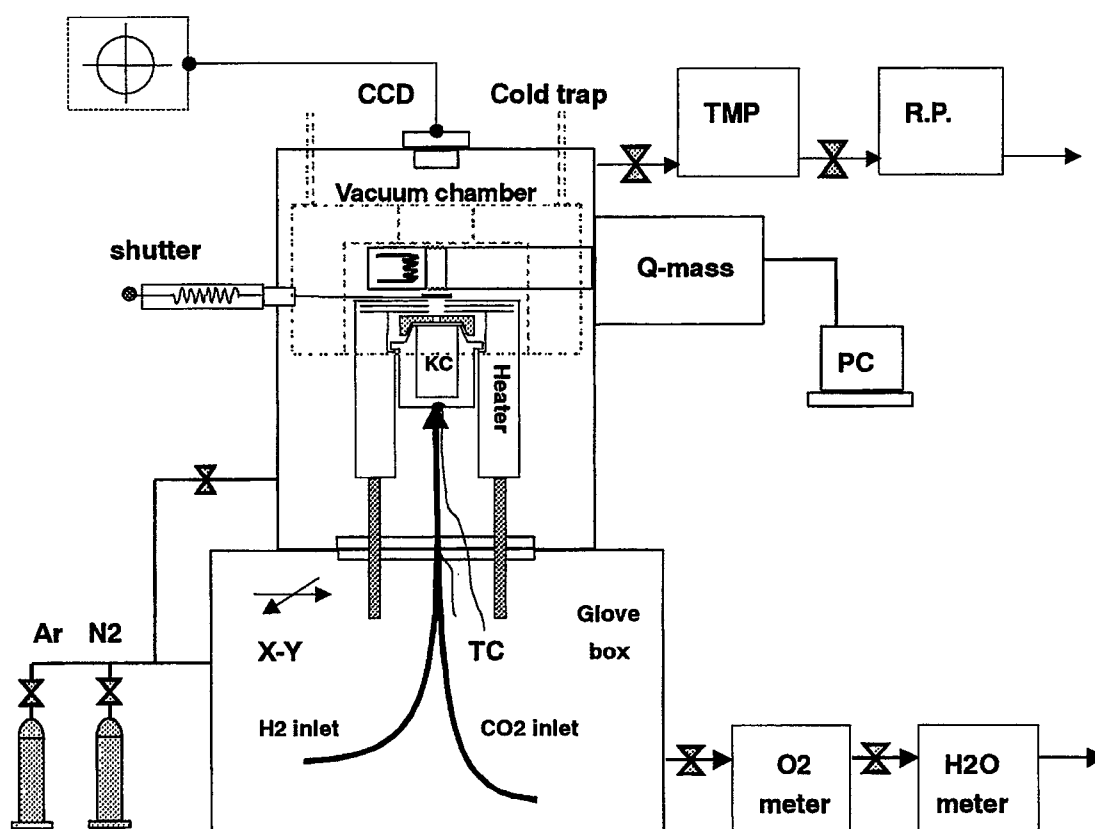 CCD
Cold trap
TMP
R.P.
Vacuum chamber
shutter
Q-mass
KC
Heater
PC
Ar
N2
X-Y
TC
Glove
box
H2 inlet
CO2 inlet
O2
meter
H2O
meter